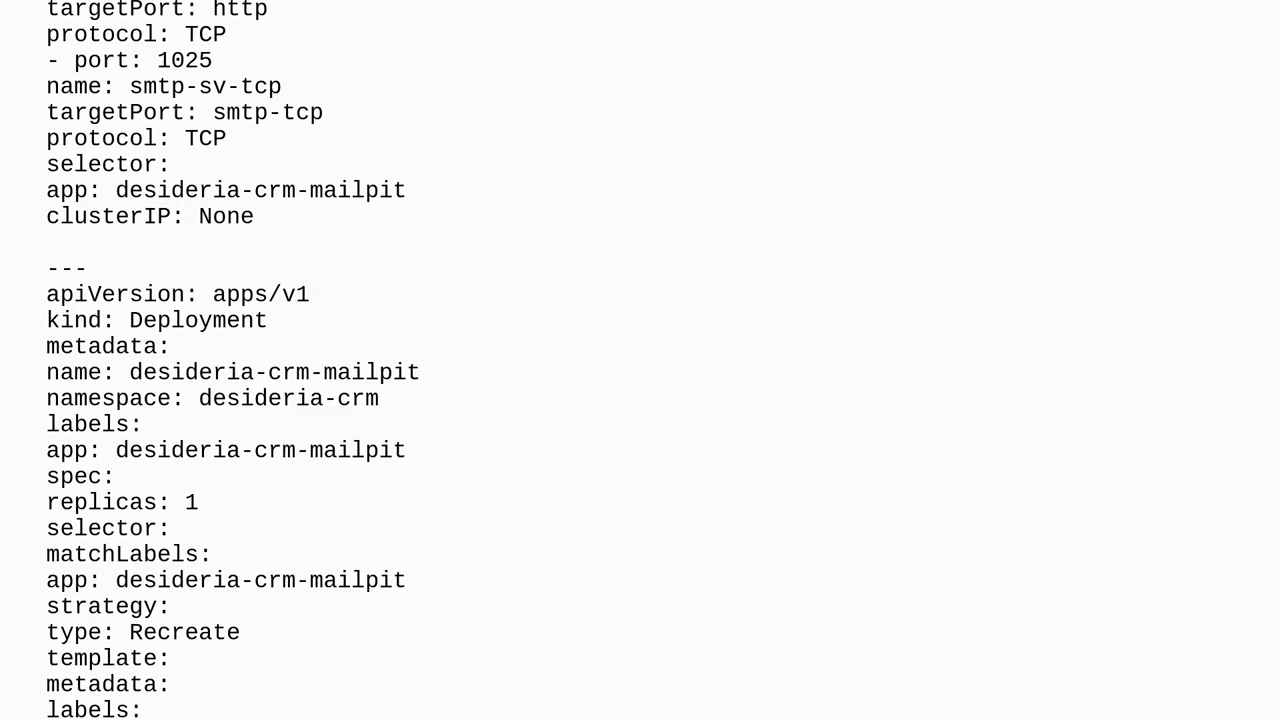 targetPort: http
protocol: TCP
- port: 1025
name: smtp-sv-tcp
targetPort: smtp-tcp
protocol: TCP
selector:
app: desideria-crm-mailpit
clusterIP: None
---
apiVersion: apps/v1
kind: Deployment
metadata:
name: desideria-crm-mailpit
namespace: desideria-crm
labels:
app: desideria-crm-mailpit
spec:
replicas: 1
selector:
matchLabels:
app: desideria-crm-mailpit
strategy:
type: Recreate
template:
metadata:
labels: